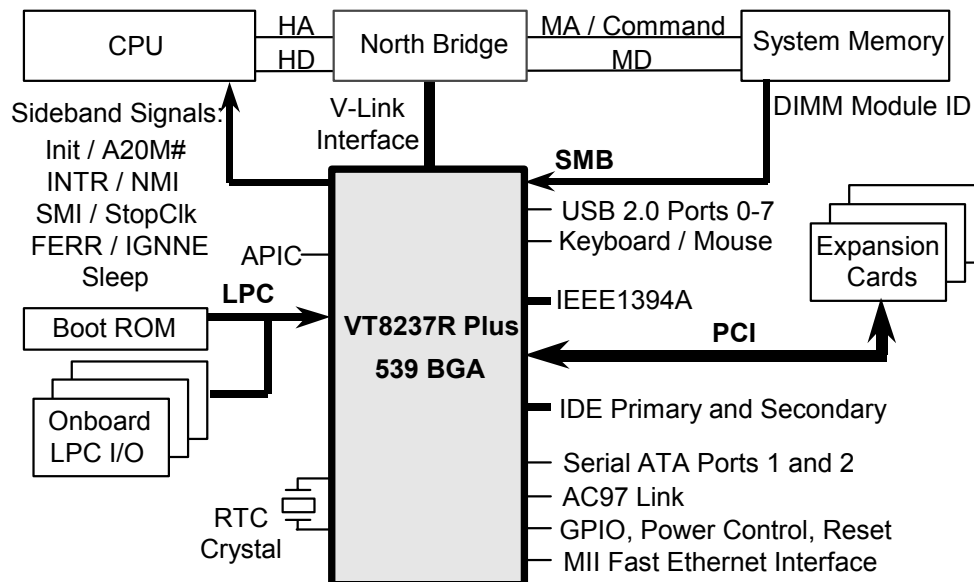 CPU
HA
HD
North Bridge
MA / Command
MD
System Memory
Sideband Signals:
Init / A20M#
INTR / NMI
SMI / StopClk
FERR / IGNNE
Sleep
V-Link
Interface
DIMM Module ID
SMB
USB 2.0 Ports 0-7
Keyboard / Mouse
Expansion
Cards
APIC
LPC
IEEE1394A
Boot ROM
VT8237R Plus
539 BGA
PCI
Onboard
LPC I/O
IDE Primary and Secondary
Serial ATA Ports 1 and 2
AC97 Link
RTC
Crystal
GPIO, Power Control, Reset
MII Fast Ethernet Interface